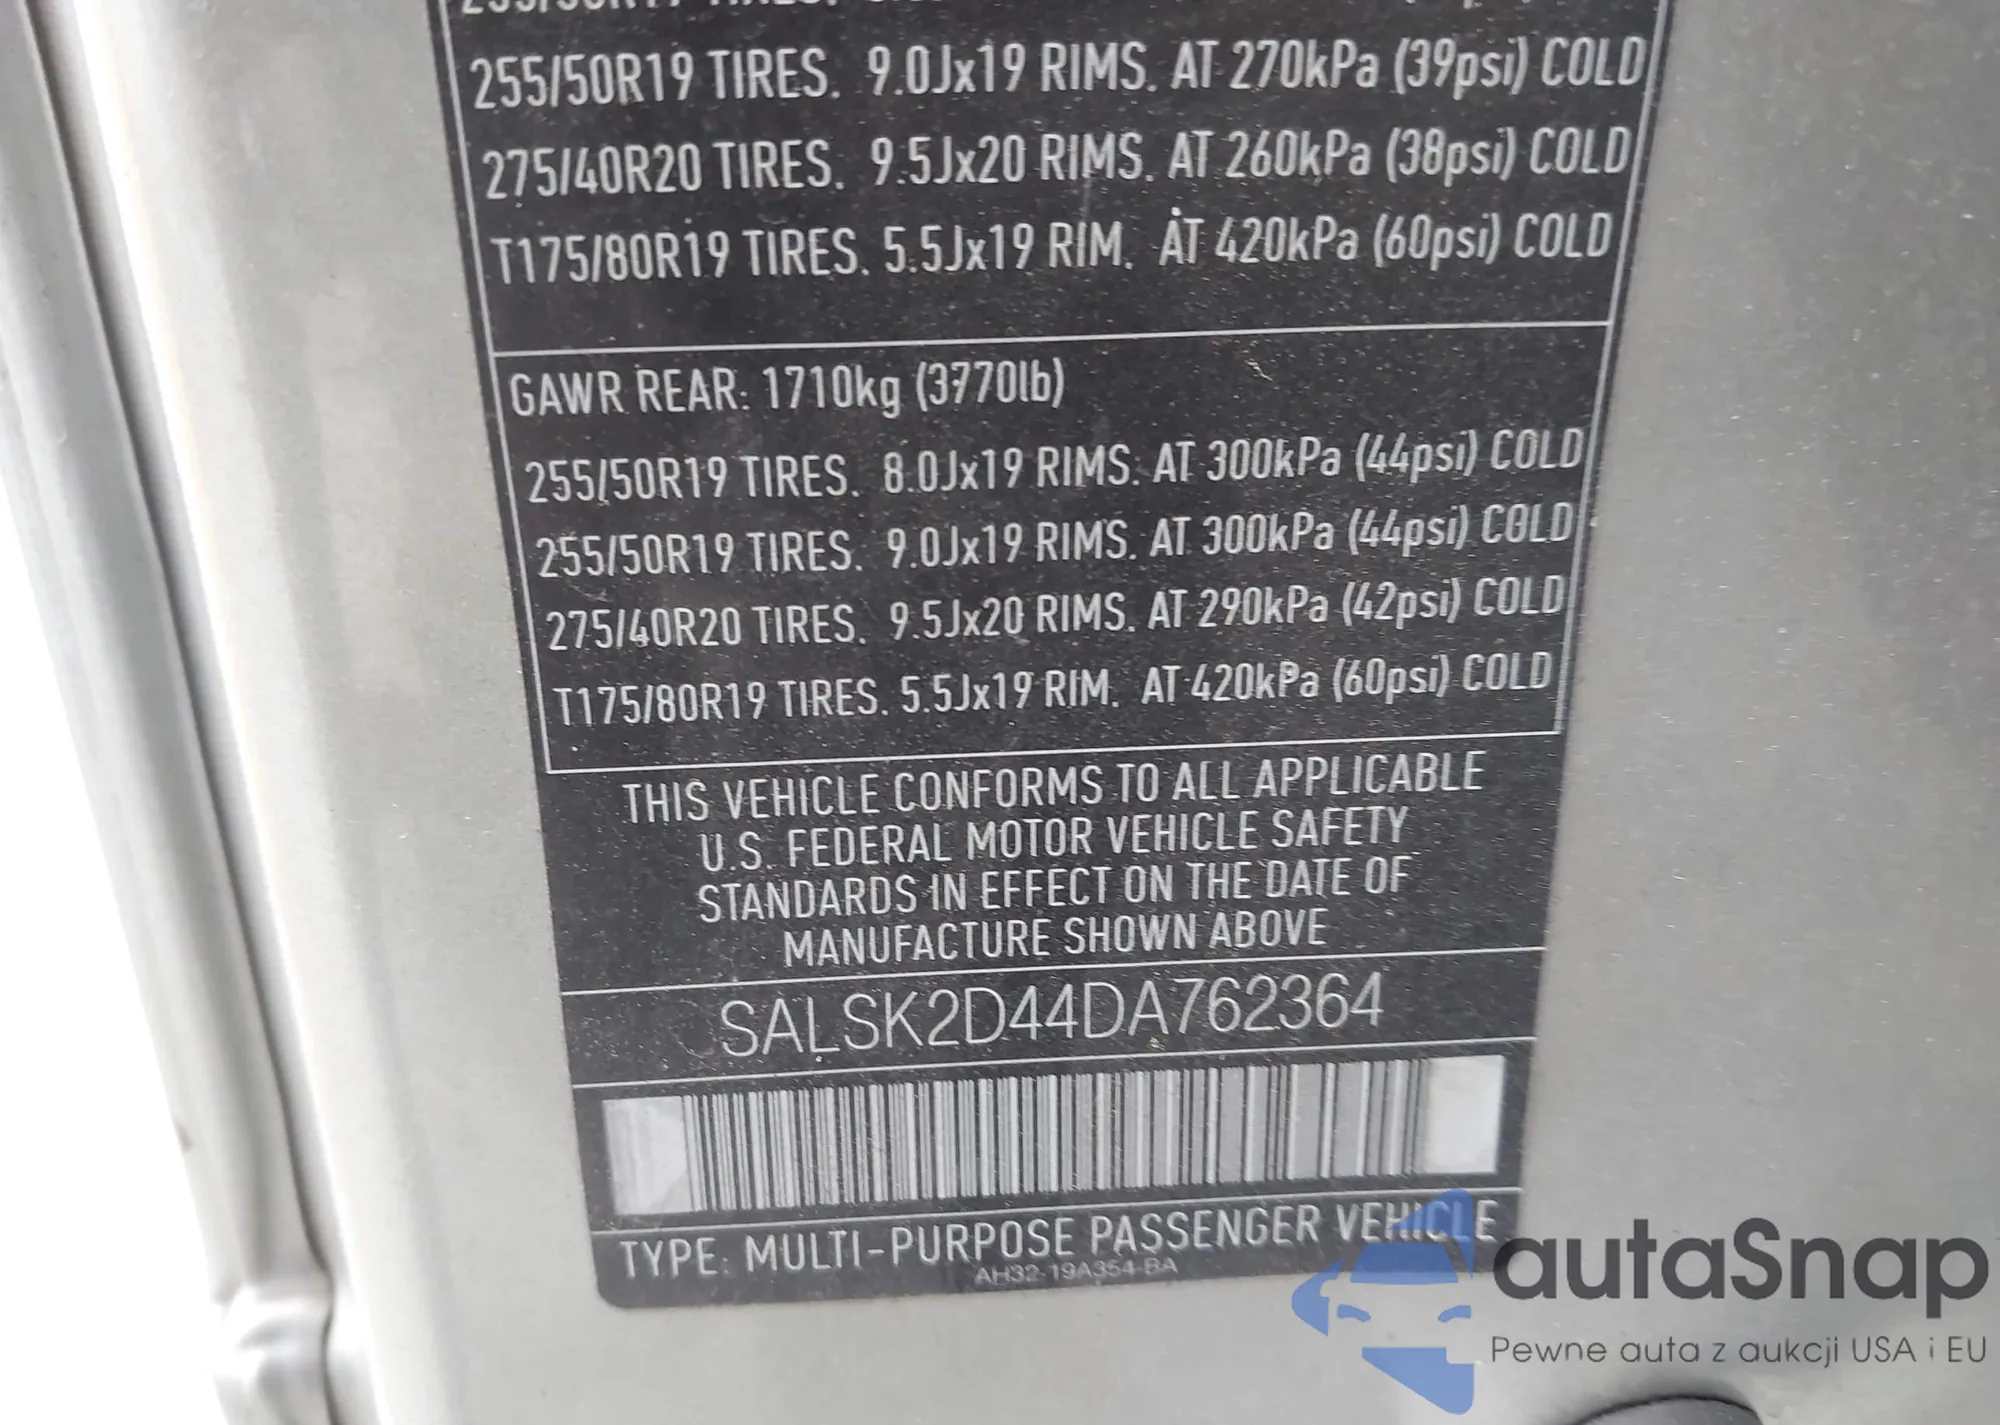 255/50R19 TIRES.
255/50R19 TIRES. 9.0Jx19 RIMS. AT 270kPa (39psi) COLD
275/40R20 TIRES. 9.5Jx20 RIMS. AT 260kPa (38psi) COLD
T175/80R19 TIRES. 5.5Jx19 RIM. AT 420kPa (60psi) COLD
GAWR REAR: 1710kg (3770lb)
255/50R19 TIRES. 8.0Jx19 RIMS. AT 300kPa (44psi) COLD
255/50R19 TIRES. 9.0Jx19 RIMS. AT 300kPa (44psi) COLD
275/40R20 TIRES. 9.5Jx20 RIMS. AT 290kPa (42psi) COLD
T175/80R19 TIRES. 5.5Jx19 RIM. AT 420kPa (60psi) COLD
THIS VEHICLE CONFORMS TO ALL APPLICABLE
U.S. FEDERAL MOTOR VEHICLE SAFETY
STANDARDS IN EFFECT ON THE DATE OF
MANUFACTURE SHOWN ABOVE
SALSK2D44DA762364
TYPE: MULTI-PURPOSE PASSENGER VEHICLE
AH32-19A354-BA
autaSnap
Pewne auta z aukcji USA i EU